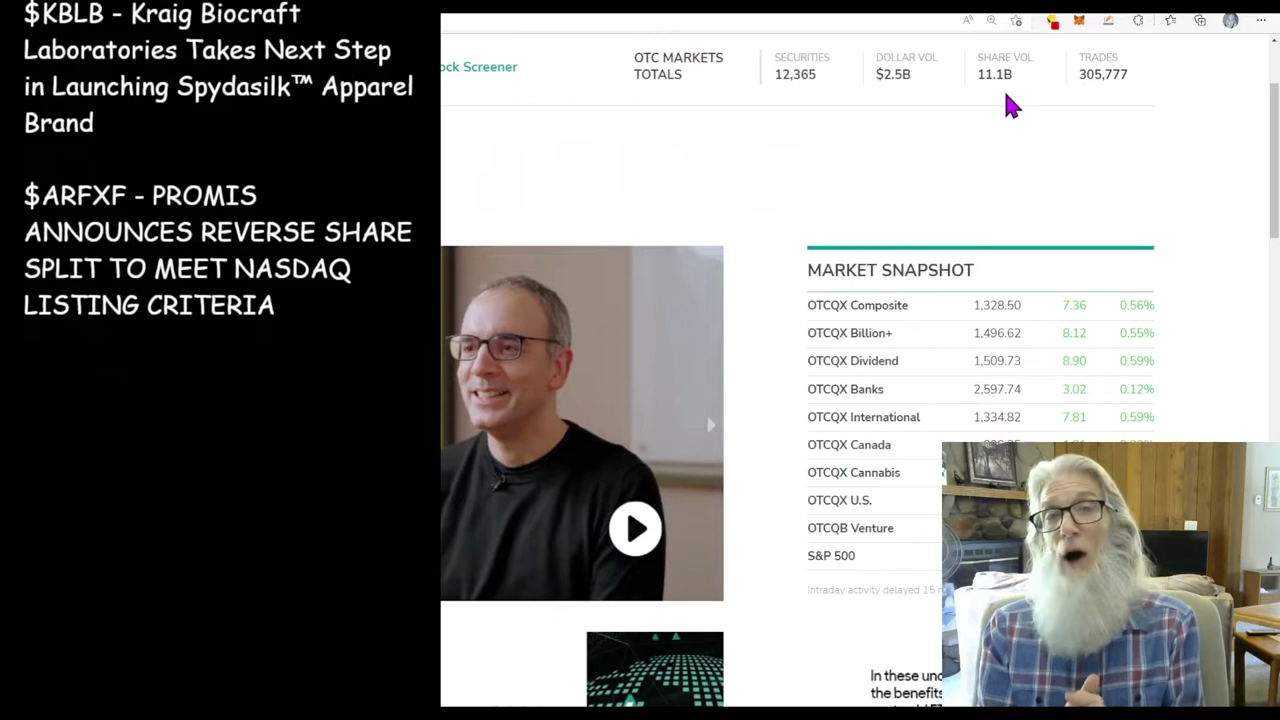 $KBLB - Kraig Biocraft
Laboratories Takes Next Step
in Launching Spydasilk™ Apparel
Brand
$ARFXF - PROMIS
ANNOUNCES REVERSE SHARE
SPLIT TO MEET NASDAQ
LISTING CRITERIA
ock Screener
OTC MARKETS
TOTALS
SECURITIES
12,365
DOLLAR VOL
$2.5B
SHARE VOL
11.1B
TRADES
305,777
MARKET SNAPSHOT
OTCQX Composite 1,328.50 7.36 0.56%
OTCQX Billion+ 1,496.62 8.12 0.55%
OTCQX Dividend 1,509.73 8.90 0.59%
OTCQX Banks 2,597.74 3.02 0.12%
OTCQX International 1,334.82 7.81 0.59%
OTCQX Canada
OTCQX Cannabis
OTCQX U.S.
OTCQB Venture
S&P 500
Intraday activity delayed 15
In these
the benefits